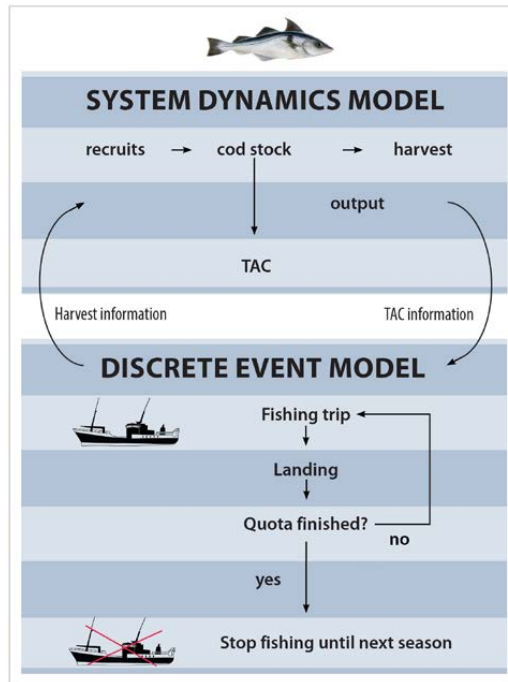 SYSTEM DYNAMICS MODEL
recruits cod stock harvest
output
TAC
Harvest information TAC information
DISCRETE EVENT MODEL
Fishing trip
Landing
Quota finished?
no
yes
Stop fishing until next season